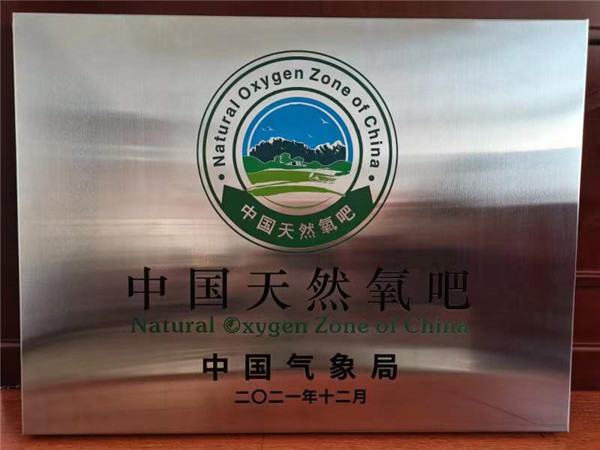 Natural Oxygen Zone of China
中国天然氧吧
中国天然氧吧
Natural Oxygen Zone of China
中国气象局
二〇二一年十二月